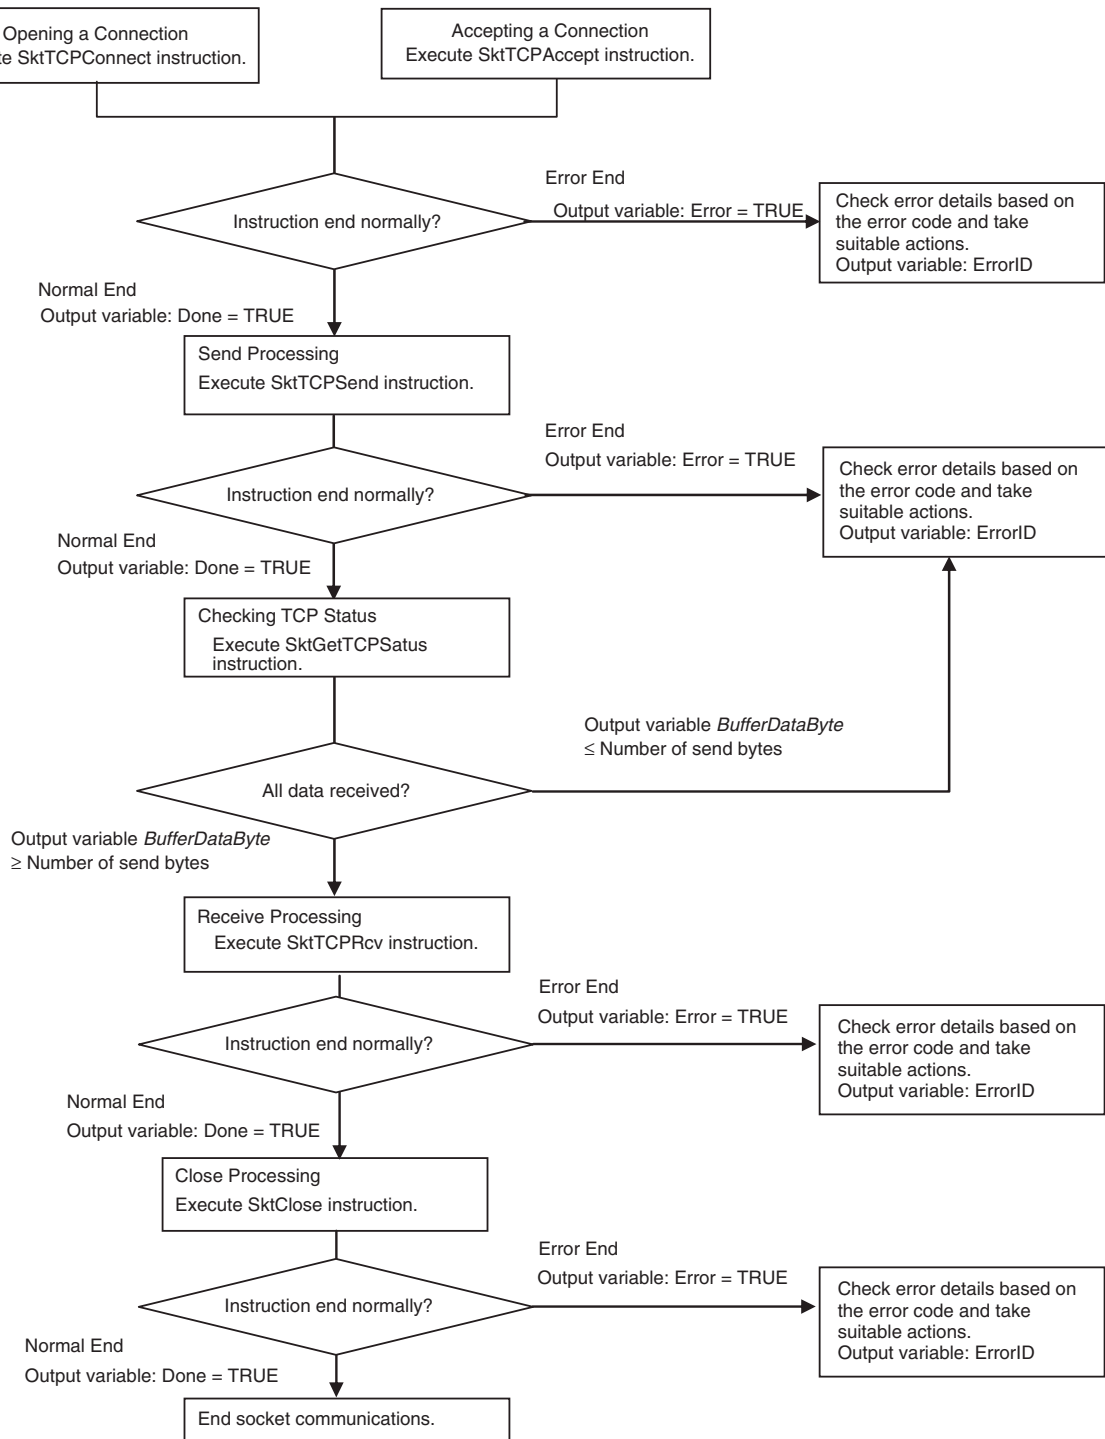 Opening a Connection
SktTCPConnect instruction.
Accepting a Connection
Execute SktTCPAccept instruction.
Instruction end normally?
Error End
Output variable: Error = TRUE
Check error details based on
the error code and take
suitable actions.
Output variable: ErrorID
Normal End
Output variable: Done = TRUE
Send Processing
Execute SktTCPSend instruction.
Instruction end normally?
Error End
Output variable: Error = TRUE
Check error details based on
the error code and take
suitable actions.
Output variable: ErrorID
Normal End
Output variable: Done = TRUE
Checking TCP Status
Execute SktGetTCPSatus
instruction.
Output variable BufferDataByte
≤ Number of send bytes
All data received?
Output variable BufferDataByte
≥ Number of send bytes
Receive Processing
Execute SktTCPRcv instruction.
Instruction end normally?
Error End
Output variable: Error = TRUE
Check error details based on
the error code and take
suitable actions.
Output variable: ErrorID
Normal End
Output variable: Done = TRUE
Close Processing
Execute SktClose instruction.
Instruction end normally?
Error End
Output variable: Error = TRUE
Check error details based on
the error code and take
suitable actions.
Output variable: ErrorID
Normal End
Output variable: Done = TRUE
End socket communications.